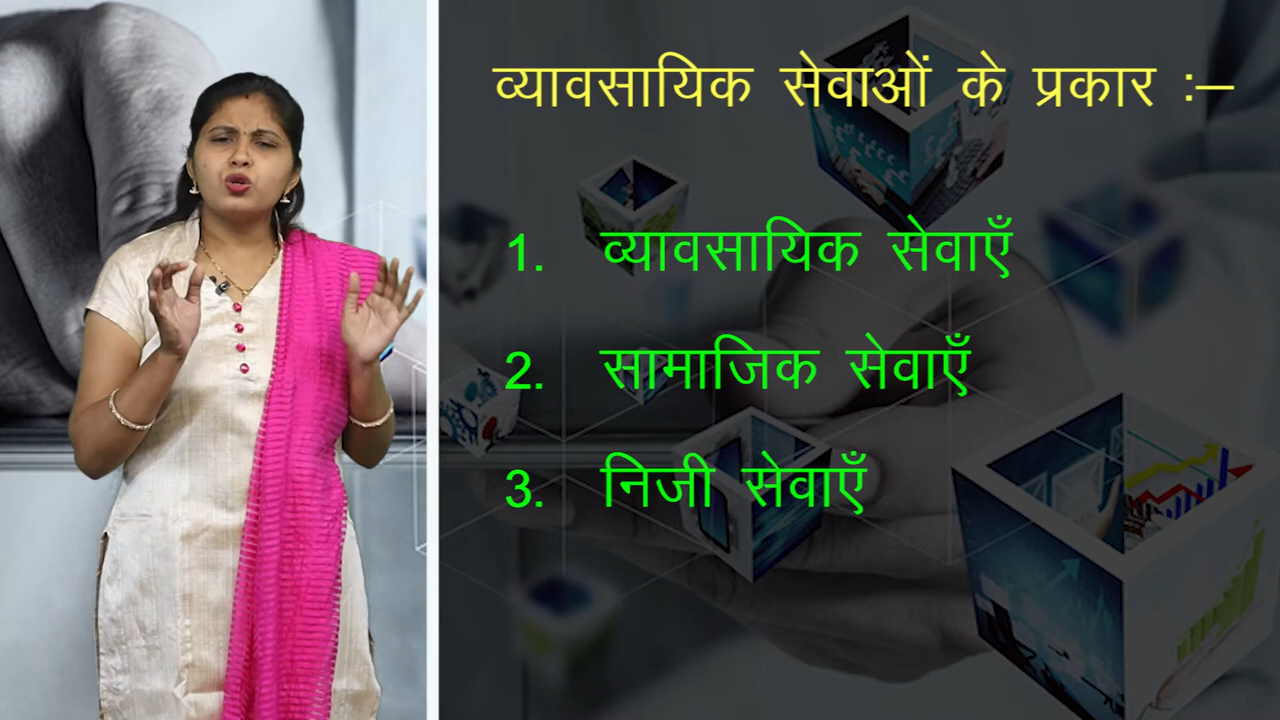 व्यावसायिक सेवाओं के प्रकार :–
1. व्यावसायिक सेवाएँ
2. सामाजिक सेवाएँ
3. निजी सेवाएँ